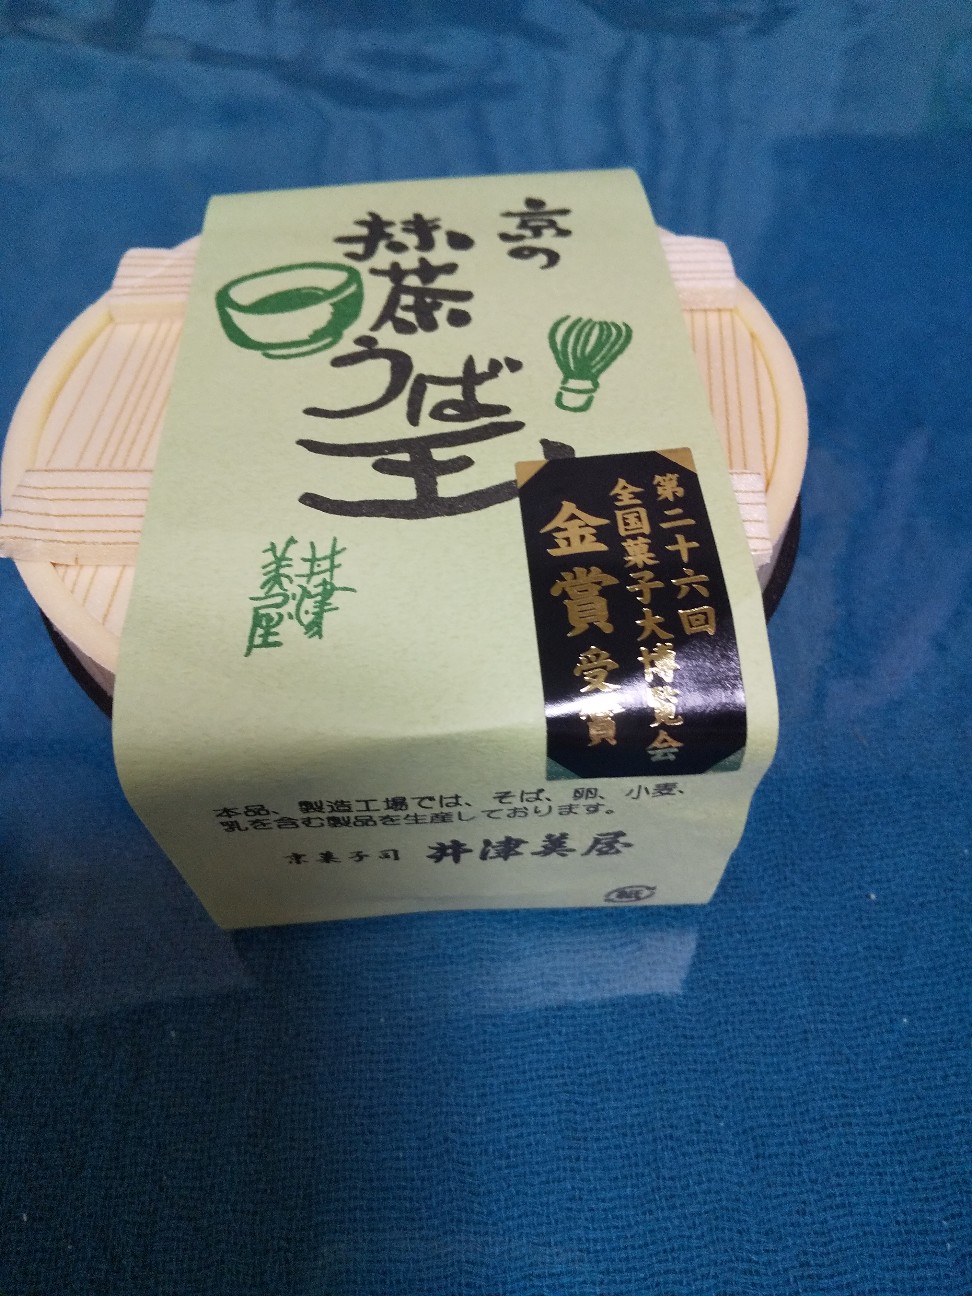 京の
抹茶
うば
玉
井津
美屋
第二十六回
全国菓子大博覧会
金賞受賞
本品、製造工場では、そば、卵、小麦、
乳を含む製品を生産しております。
京菓子司 井津美屋
紙